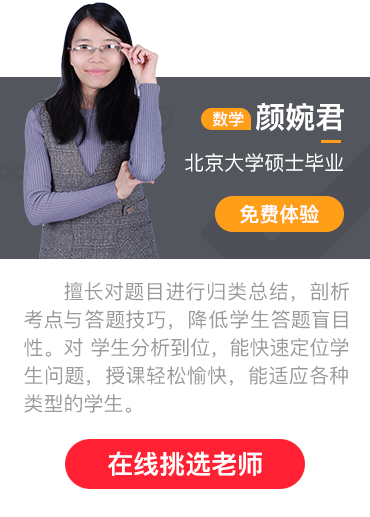 数学 颜婉君
北京大学硕士毕业
免费体验
擅长对题目进行归类总结，剖析
考点与答题技巧，降低学生答题盲目
性。对 学生分析到位，能快速定位学
生问题，授课轻松愉快，能适应各种
类型的学生。
在线挑选老师